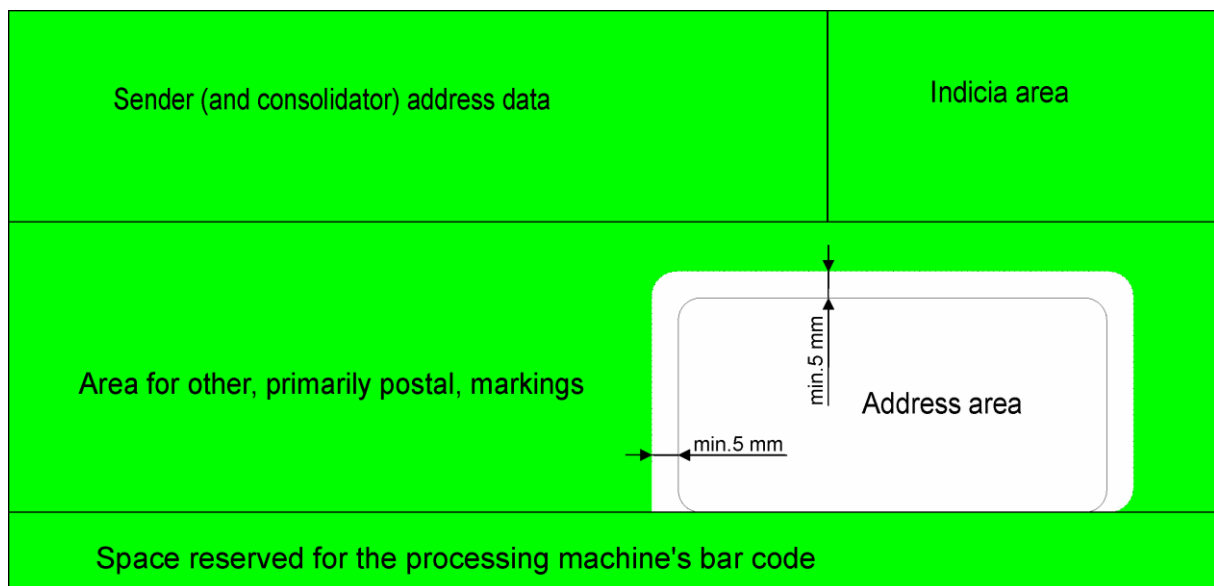 Sender (and consolidator) address data
Indicia area
min.5 mm
Area for other, primarily postal, markings
Address area
min.5 mm
Space reserved for the processing machine's bar code